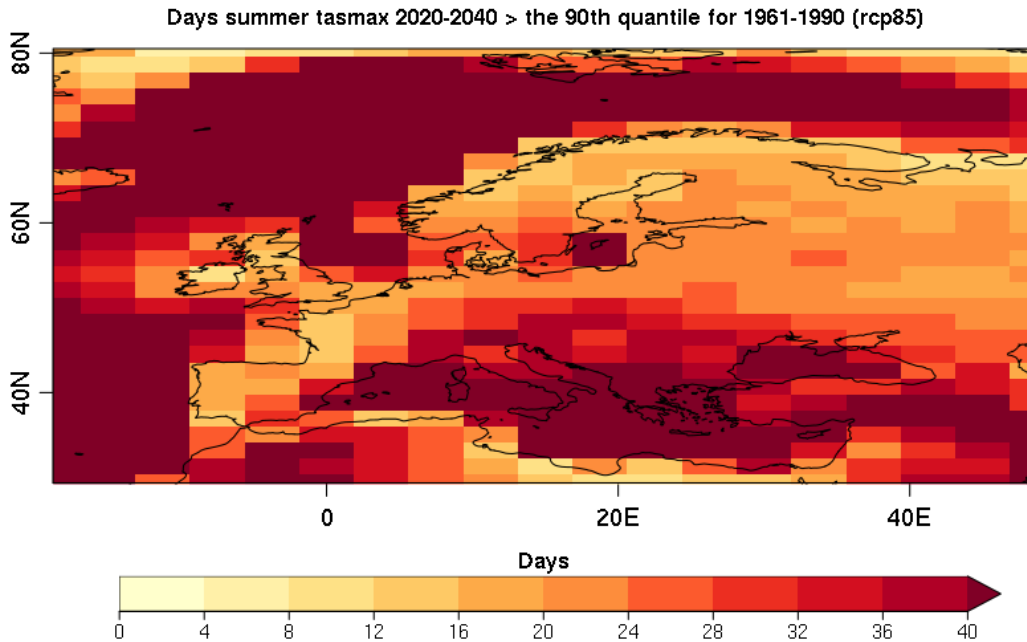 Days summer tasmax 2020-2040 > the 90th quantile for 1961-1990 (rcp85)
80N
60N
40N
0 20E 40E
Days
0 4 8 12 16 20 24 28 32 36 40